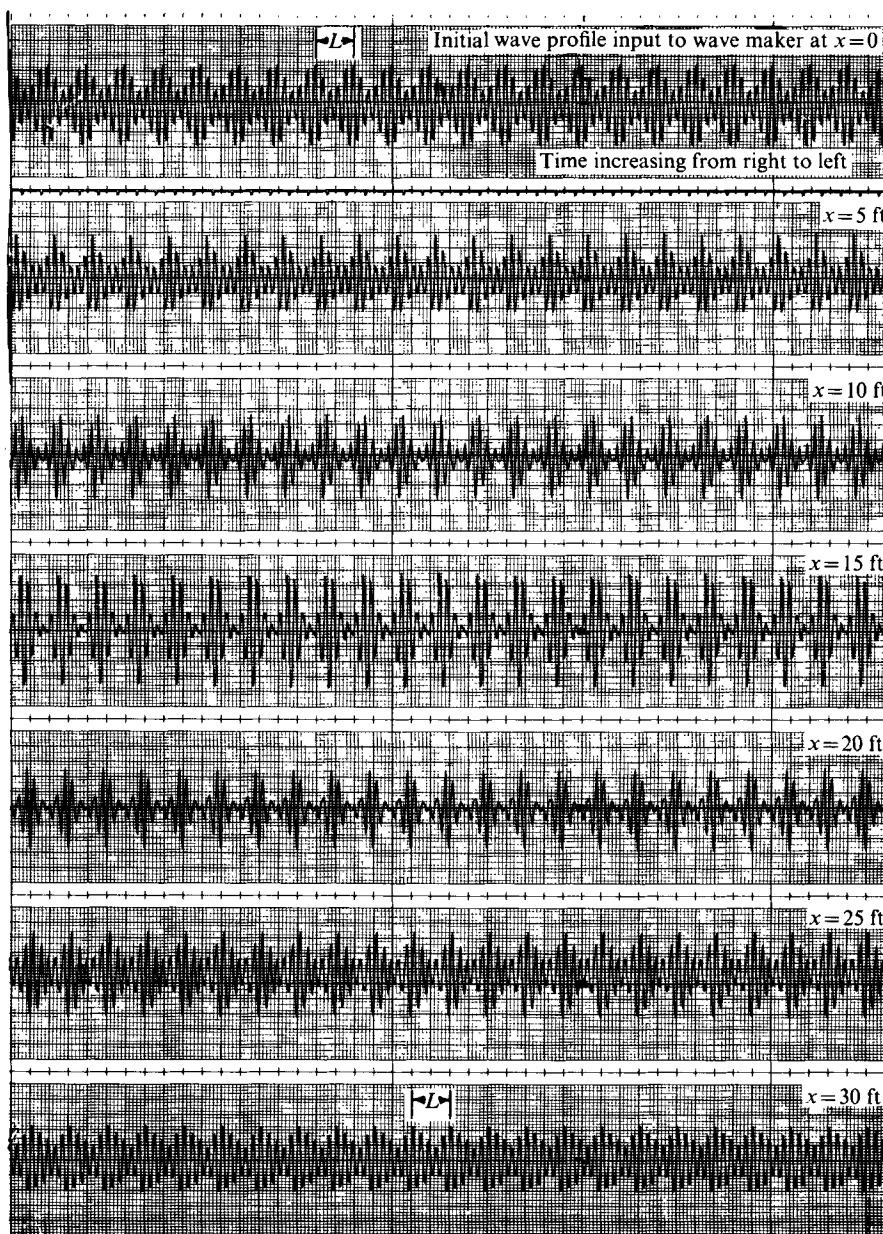 L
Initial wave profile input to wave maker at x=0
Time increasing from right to left
x=5 ft
x=10 ft
x=15 ft
x=20 ft
x=25 ft
L
x=30 ft